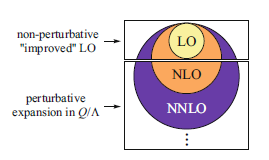 non-perturbative
"improved" LO
LO
NLO
perturbative
expansion in Q/Λ
NNLO
⋮